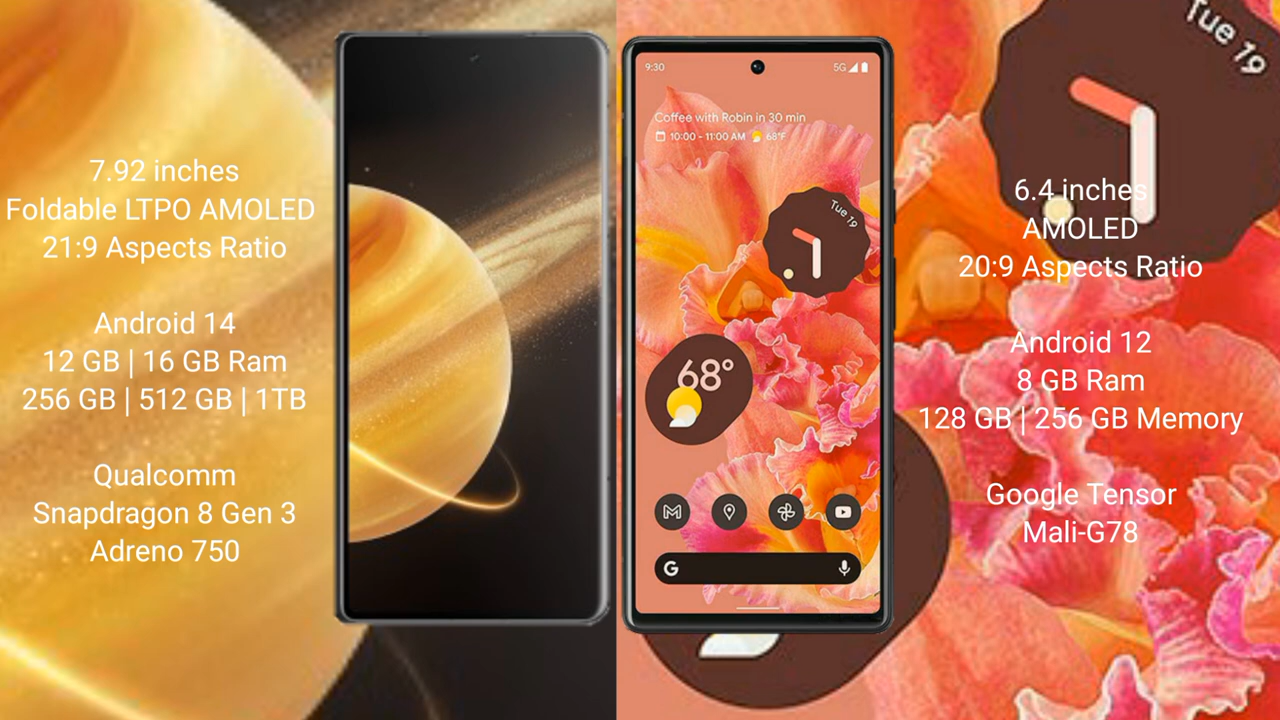 7.92 inches
Foldable LTPO AMOLED
21:9 Aspects Ratio
Android 14
12 GB | 16 GB Ram
256 GB | 512 GB | 1TB
Qualcomm
Snapdragon 8 Gen 3
Adreno 750
9:30
5G
Coffee with Robin in 30 min
10:00 - 11:00 AM 68°F
Tue 19
68°
G
Tue 19
6.4 inches
AMOLED
20:9 Aspects Ratio
Android 12
8 GB Ram
128 GB | 256 GB Memory
Google Tensor
Mali-G78